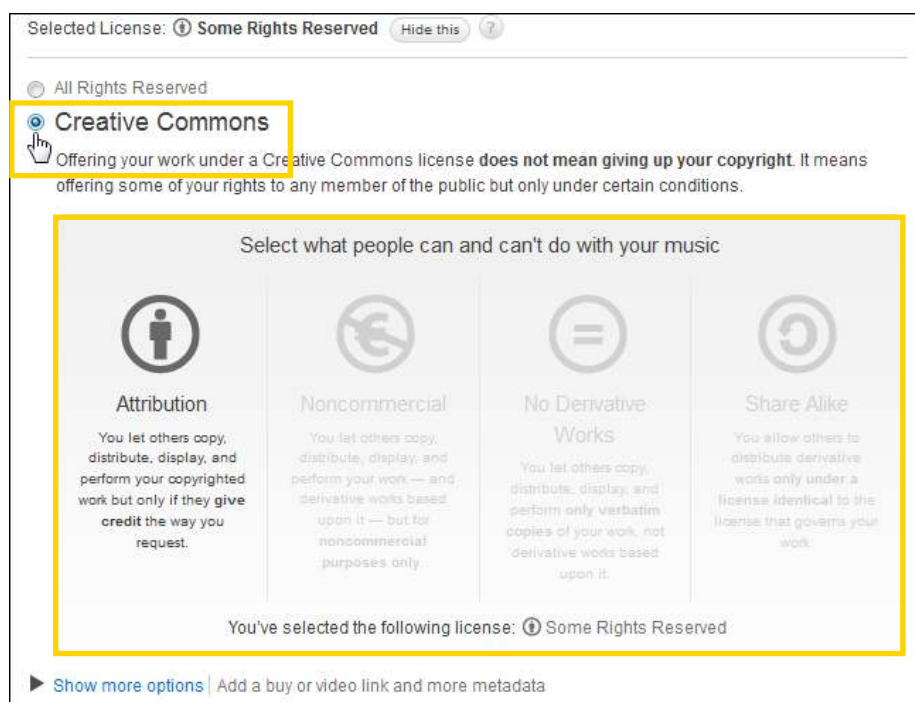 Selected License: Some Rights Reserved Hide this ?
All Rights Reserved
Creative Commons
Offering your work under a Creative Commons license does not mean giving up your copyright. It means
offering some of your rights to any member of the public but only under certain conditions.
Select what people can and can't do with your music
Attribution
You let others copy,
distribute, display, and
perform your copyrighted
work but only if they give
credit the way you
request.
Noncommercial
You let others copy,
distribute, display, and
perform your work — and
derivative works based
upon it — but for
noncommercial
purposes only.
No Derivative
Works
You let others copy,
distribute, display, and
perform only verbatim
copies of your work, not
derivative works based
upon it.
Share Alike
You allow others to
distribute derivative
works only under a
license identical to the
license that governs your
work.
You've selected the following license: Some Rights Reserved
Show more options | Add a buy or video link and more metadata